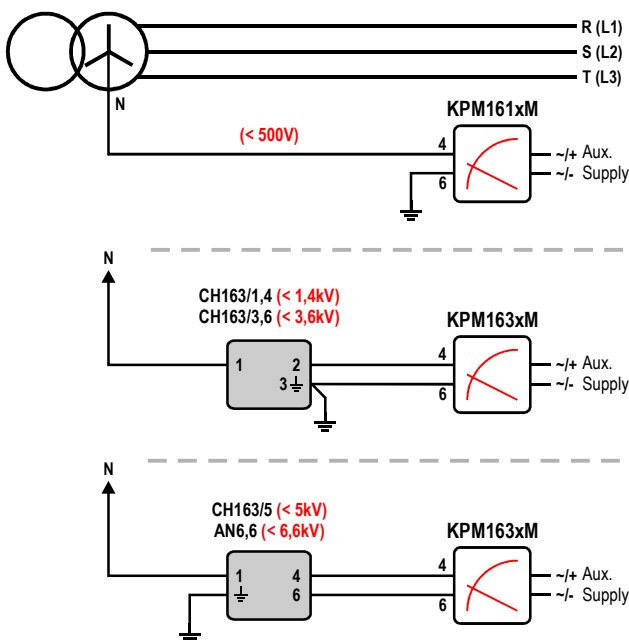 R (L1)
S (L2)
T (L3)
N
KPM161xM
(< 500V)
4
~/+ Aux.
6
~/- Supply
N
CH163/1,4 (< 1,4kV)
CH163/3,6 (< 3,6kV)
KPM163xM
1 2
3
4
~/+ Aux.
6
~/- Supply
N
CH163/5 (< 5kV)
AN6,6 (< 6,6kV)
KPM163xM
1 4
6
4
~/+ Aux.
6
~/- Supply